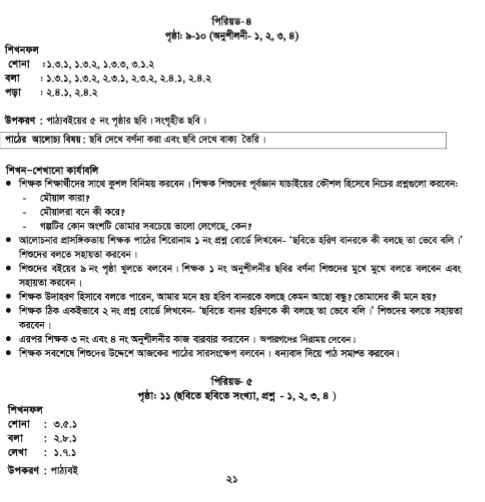 পিরিয়ড-৪
পৃষ্ঠা: ৯-১০ (অনুশীলনী- ১, ২, ৩, ৪)
শিখনফল
শোনা : ১.৩.১, ১.৩.২, ১.৩.৩, ৩.১.২
বলা : ১.৩.১, ১.৩.২, ২.৩.১, ২.৩.২, ২.৪.১, ২.৪.২
পড়া : ২.৪.১, ২.৪.২
উপকরণ : পাঠ্যবইয়ের ৫ নং পৃষ্ঠার ছবি। সংগৃহীত ছবি।
পাঠের আলোচ্য বিষয়: ছবি দেখে বর্ণনা করা এবং ছবি দেখে বাক্য তৈরি।
শিখন-শেখানো কার্যাবলি
● শিক্ষক শিক্ষার্থীদের সাথে কুশল বিনিময় করবেন। শিক্ষক শিশুদের পূর্বজ্ঞান যাচাইয়ের কৌশল হিসেবে নিচের প্রশ্নগুলো করবেন:
- মৌয়াল কারা?
- মৌয়ালরা বনে কী করে?
- গল্পটির কোন অংশটি তোমার সবচেয়ে ভালো লেগেছে, কেন?
● আলোচনার প্রাসঙ্গিকতায় শিক্ষক পাঠের শিরোনাম ১ নং প্রশ্ন বোর্ডে লিখবেন- ‘ছবিতে হরিণ বানরকে কী বলছে তা ভেবে বলি।’
শিশুদের বলতে সহায়তা করবেন।
● শিশুদের বইয়ের ৯ নং পৃষ্ঠা খুলতে বলবেন। শিক্ষক ১ নং অনুশীলনীর ছবির বর্ণনা শিশুদের মুখে মুখে বলতে বলবেন এবং
সহায়তা করবেন।
● শিক্ষক উদাহরণ হিসাবে বলতে পারেন, আমার মনে হয় হরিণ বানরকে বলছে কেমন আছো বন্ধু? তোমাদের কী মনে হয়?
● শিক্ষক ঠিক একইভাবে ২ নং প্রশ্ন বোর্ডে লিখবেন- ‘ছবিতে বানর হরিণকে কী বলছে তা ভেবে বলি।’ শিশুদের বলতে সহায়তা
করবেন।
● এরপর শিক্ষক ৩ নং এবং ৪ নং অনুশীলনীর কাজ বারবার করাবেন। অপারগদের নিরাময় দেবেন।
● শিক্ষক সবশেষে শিশুদের উদ্দেশে আজকের পাঠের সারসংক্ষেপ বলবেন। ধন্যবাদ দিয়ে পাঠ সমাপ্ত করবেন।
পিরিয়ড- ৫
পৃষ্ঠা: ১১ (ছবিতে ছবিতে সংখ্যা, প্রশ্ন - ১, ২, ৩, ৪ )
শিখনফল
শোনা : ৩.৫.১
বলা : ২.৮.১
লেখা : ১.৭.১
উপকরণ : পাঠ্যবই
২১